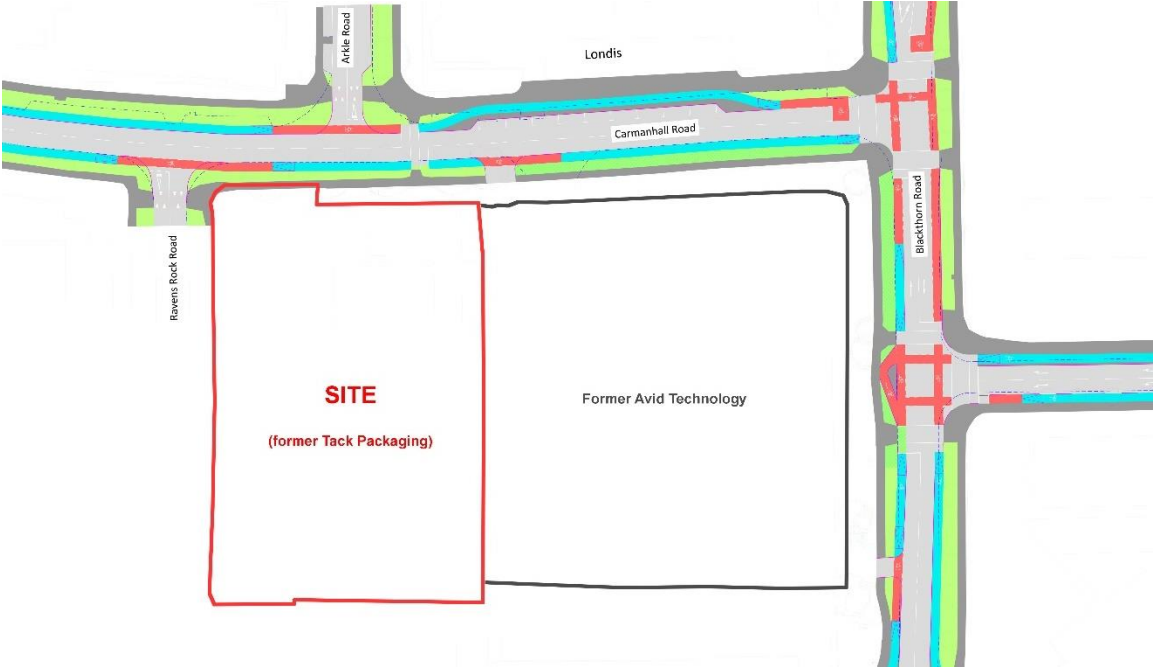 Arkle Road
Londis
Carmanhall Road
Blackthorn Road
Ravens Rock Road
SITE
(former Tack Packaging)
Former Avid Technology